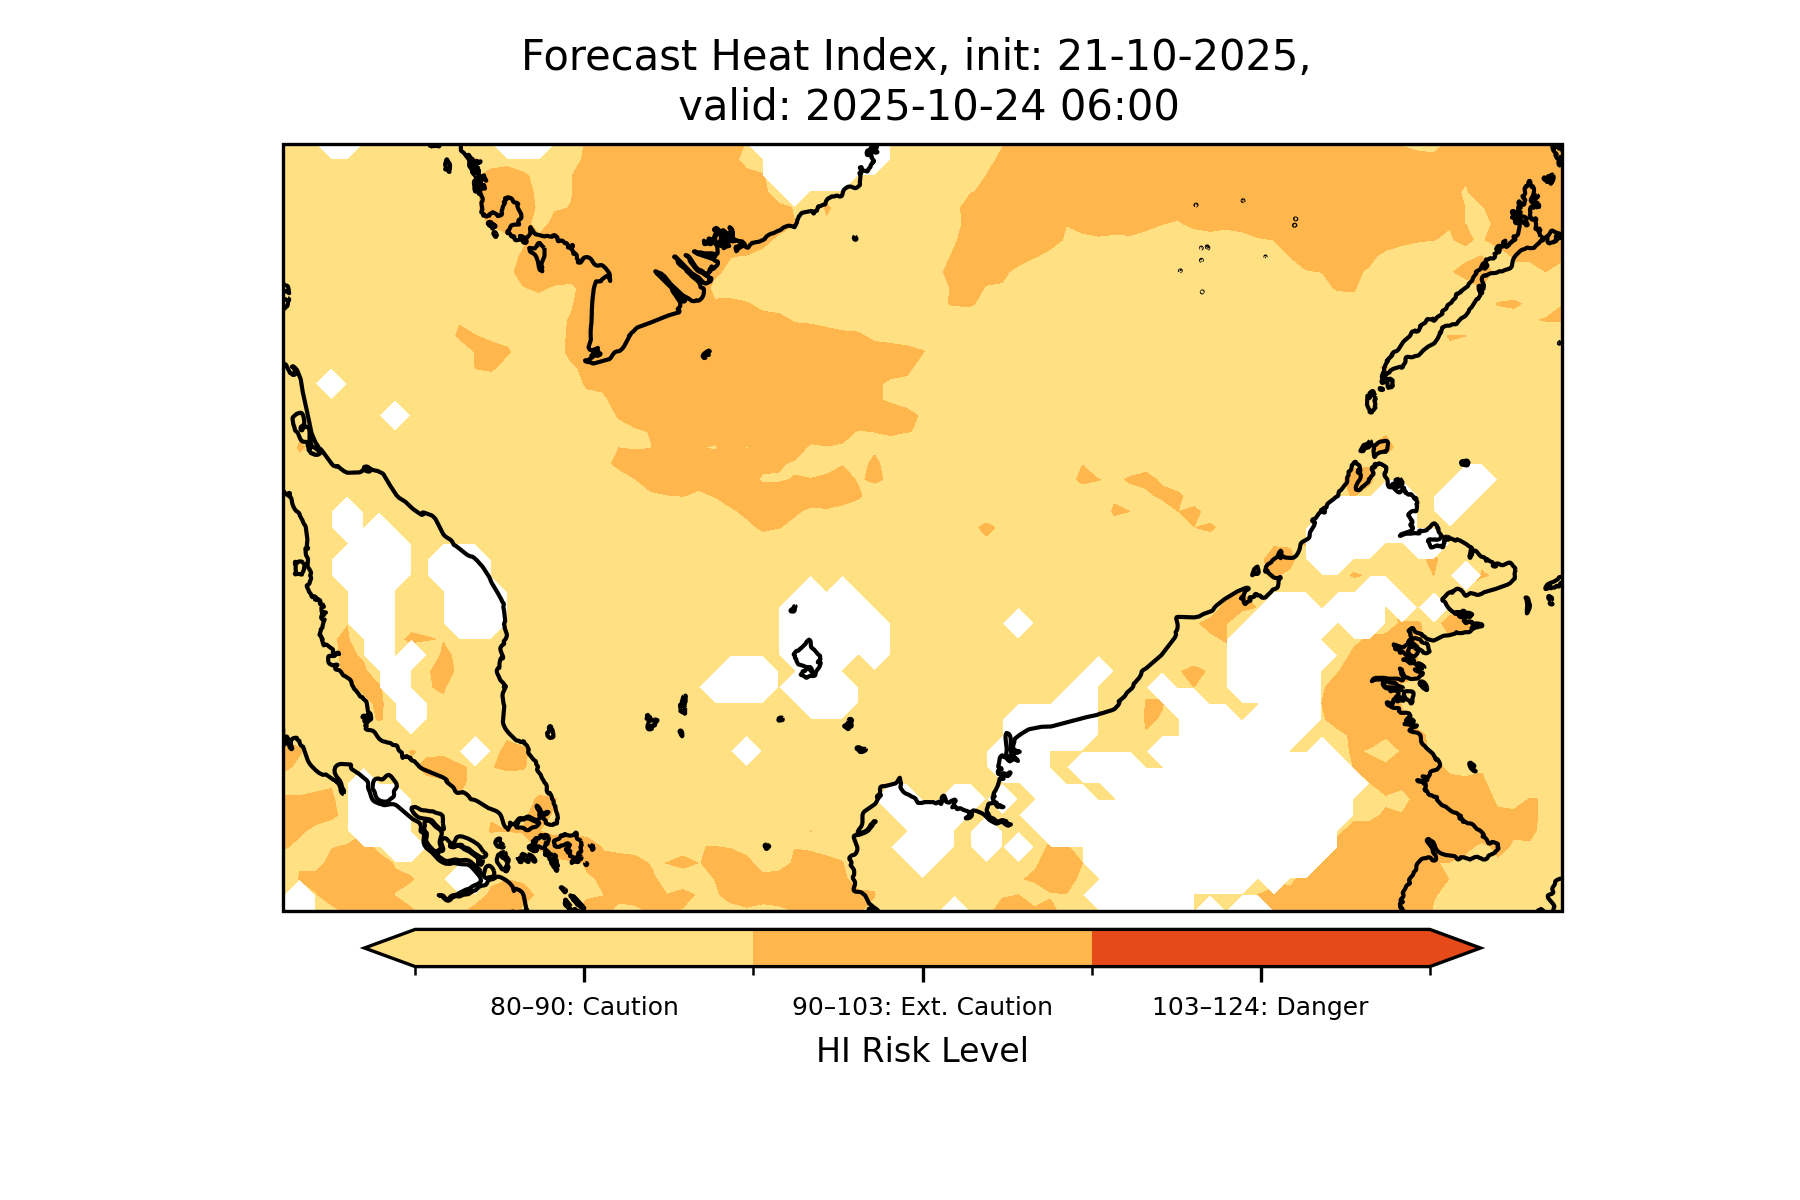 Forecast Heat Index, init: 21-10-2025,
valid: 2025-10-24 06:00
80–90: Caution
90–103: Ext. Caution
103–124: Danger
HI Risk Level